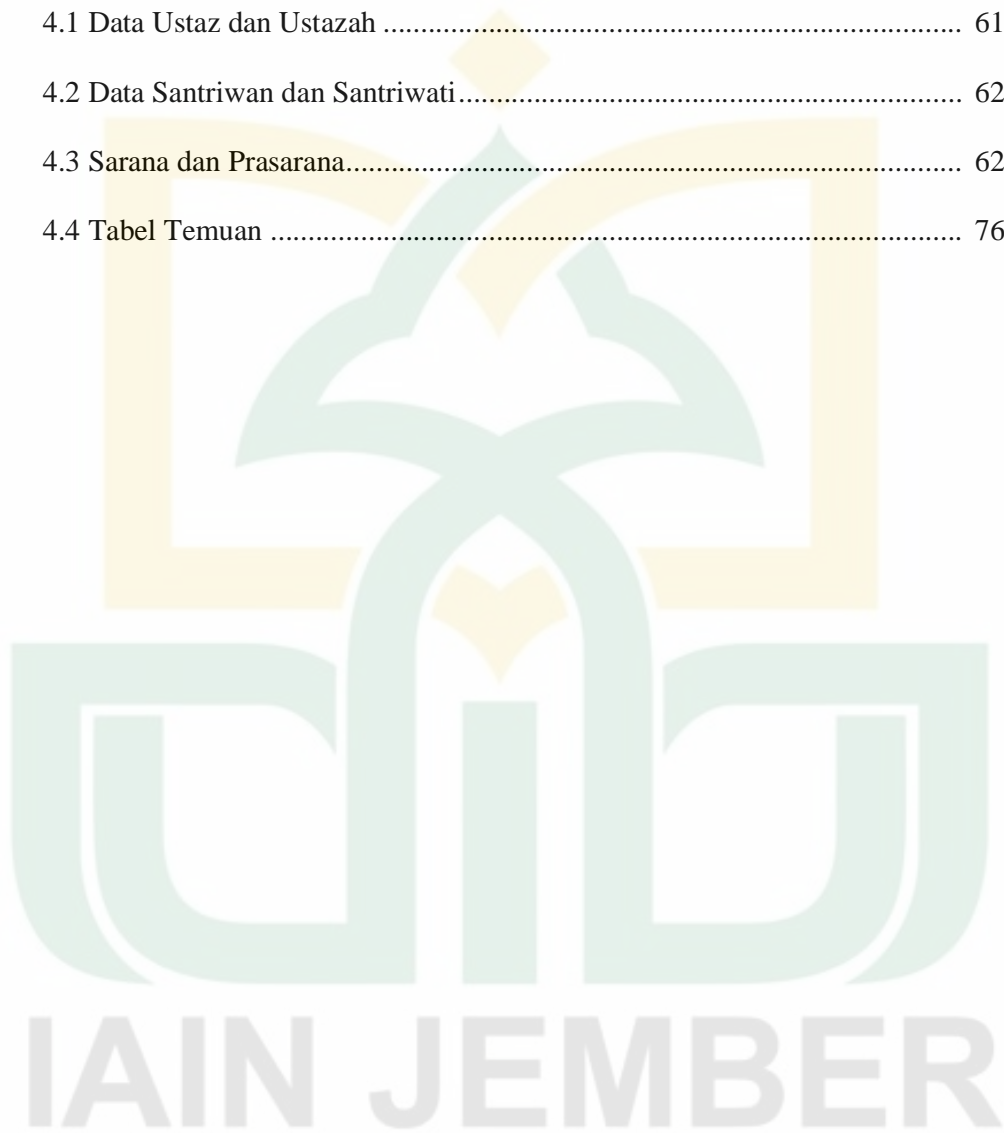 4.1 Data Ustaz dan Ustazah ........................................................................... 61
4.2 Data Santriwan dan Santriwati................................................................. 62
4.3 Sarana dan Prasarana................................................................................ 62
4.4 Tabel Temuan .......................................................................................... 76
IAIN JEMBER